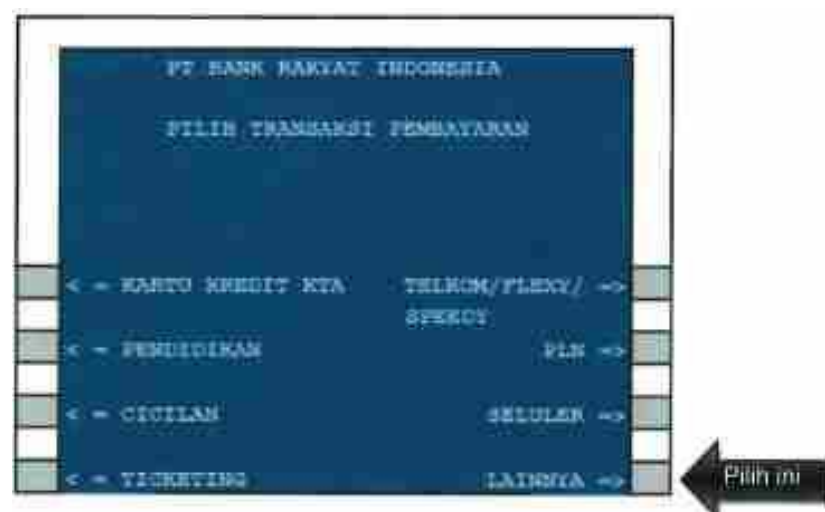 PT BANK RAKYAT INDONESIA
PILIH TRANSAKSI PEMBAYARAN
< = KARTU KREDIT KTA TELKOM/FLEXY/ =>
SPEEDY
< = PENDIDIKAN PLN =>
< = CICILAN SELULER =>
< = TICKETING LAINNYA =>
Pilih ini